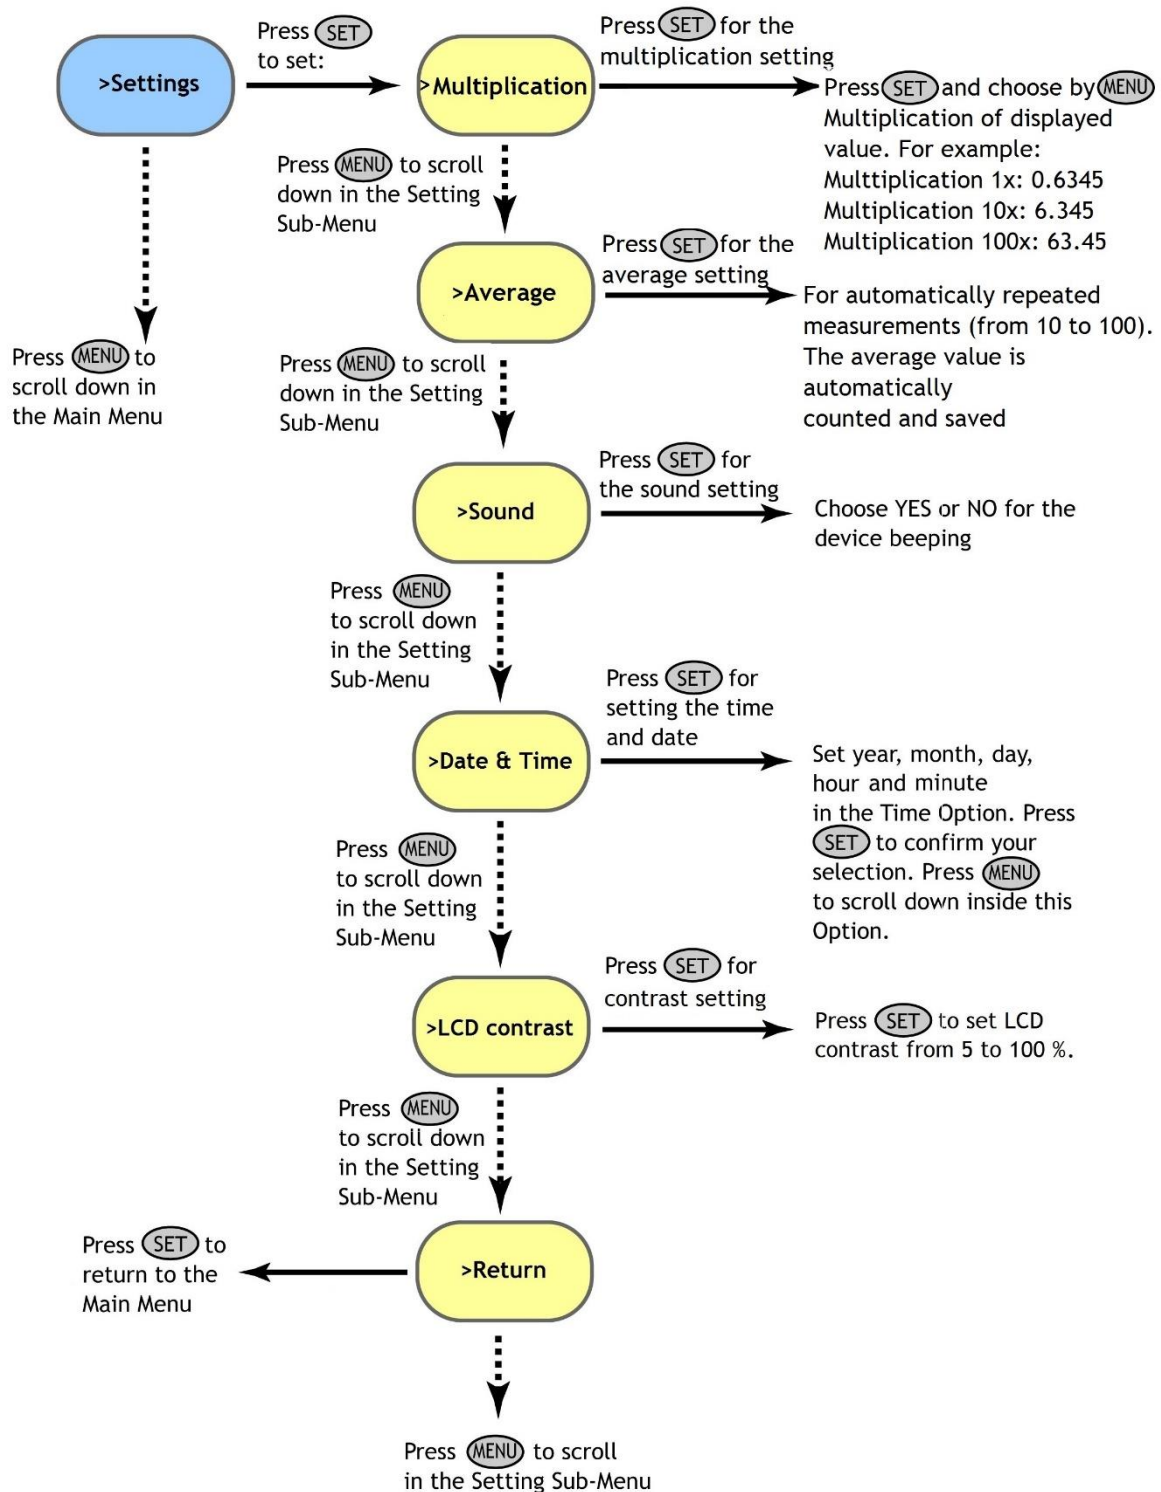 >Settings
Press SET
to set:
>Multiplication
Press SET for the
multiplication setting
Press SET and choose by MENU
Multiplication of displayed
value. For example:
Multtiplication 1x: 0.6345
Multiplication 10x: 6.345
Multiplication 100x: 63.45
Press MENU to
scroll down in
the Main Menu
Press MENU to scroll
down in the Setting
Sub-Menu
>Average
Press SET for the
average setting
For automatically repeated
measurements (from 10 to 100).
The average value is
automatically
counted and saved
Press MENU to scroll
down in the Setting
Sub-Menu
>Sound
Press SET for
the sound setting
Choose YES or NO for the
device beeping
Press MENU
to scroll down
in the Setting
Sub-Menu
>Date & Time
Press SET for
setting the time
and date
Set year, month, day,
hour and minute
in the Time Option. Press
SET to confirm your
selection. Press MENU
to scroll down inside this
Option.
Press MENU
to scroll down
in the Setting
Sub-Menu
>LCD contrast
Press SET for
contrast setting
Press SET to set LCD
contrast from 5 to 100 %.
Press MENU
to scroll down
in the Setting
Sub-Menu
>Return
Press SET to
return to the
Main Menu
Press MENU to scroll
in the Setting Sub-Menu